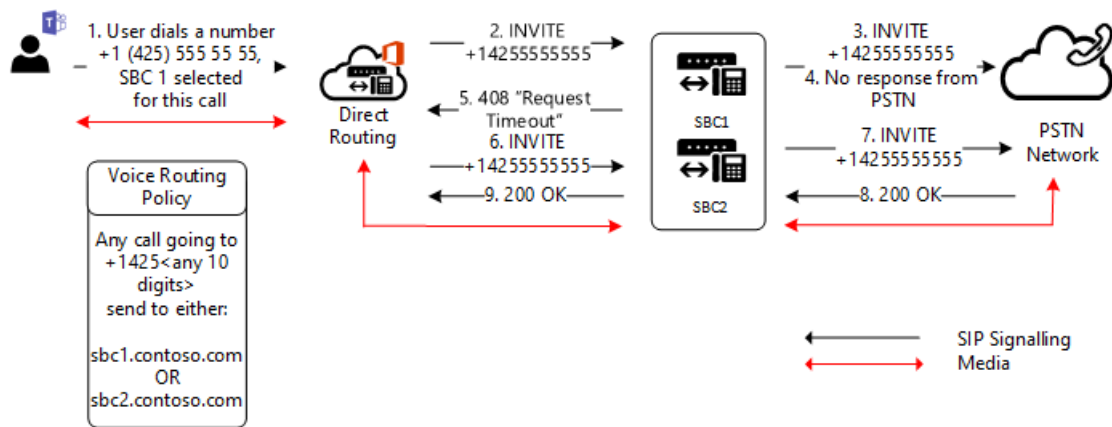 1. User dials a number
+1 (425) 555 55 55,
SBC 1 selected
for this call
Direct
Routing
2. INVITE
+14255555555
5. 408 "Request
Timeout"
6. INVITE
+14255555555
9. 200 OK
SBC1
SBC2
3. INVITE
+14255555555
4. No response from
PSTN
7. INVITE
+14255555555
8. 200 OK
PSTN
Network
Voice Routing
Policy
Any call going to
+1425<any 10
digits>
send to either:
sbc1.contoso.com
OR
sbc2.contoso.com
SIP Signalling
Media